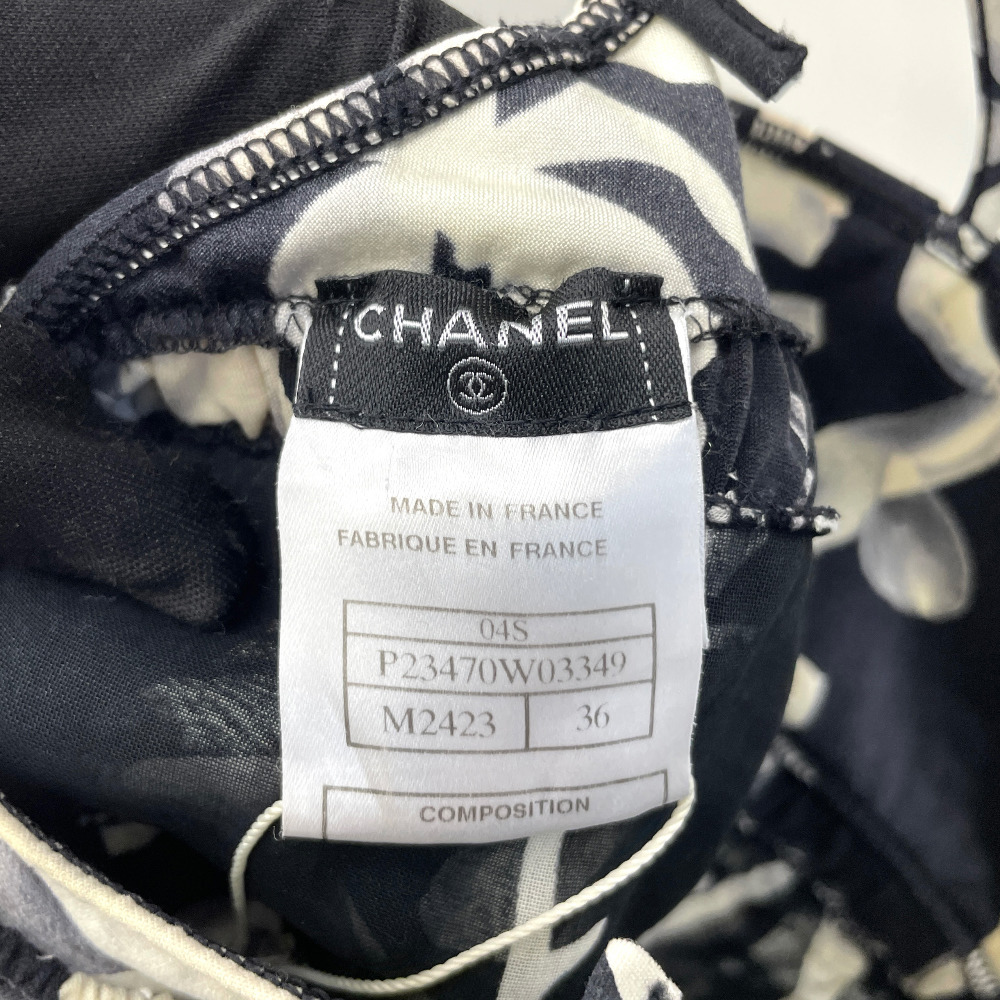 CHANEL
MADE IN FRANCE
FABRIQUE EN FRANCE
04S
P23470W03349
M2423 36
COMPOSITION